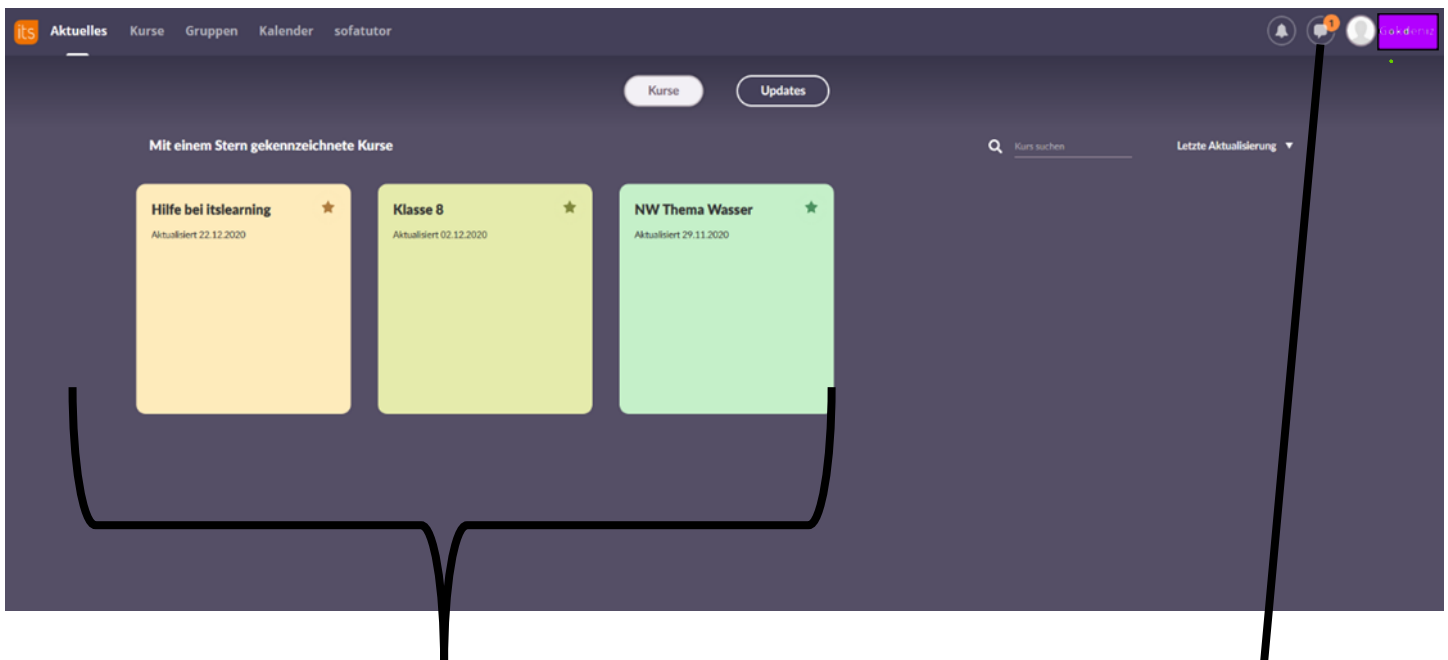 its Aktuelles Kurse Gruppen Kalender sofatutor 1 Gokdeniz
Kurse Updates
Mit einem Stern gekennzeichnete Kurse Kurs suchen Letzte Aktualisierung
Hilfe bei itslearning Klasse 8 NW Thema Wasser
Aktualisiert 22.12.2020 Aktualisiert 02.12.2020 Aktualisiert 29.11.2020